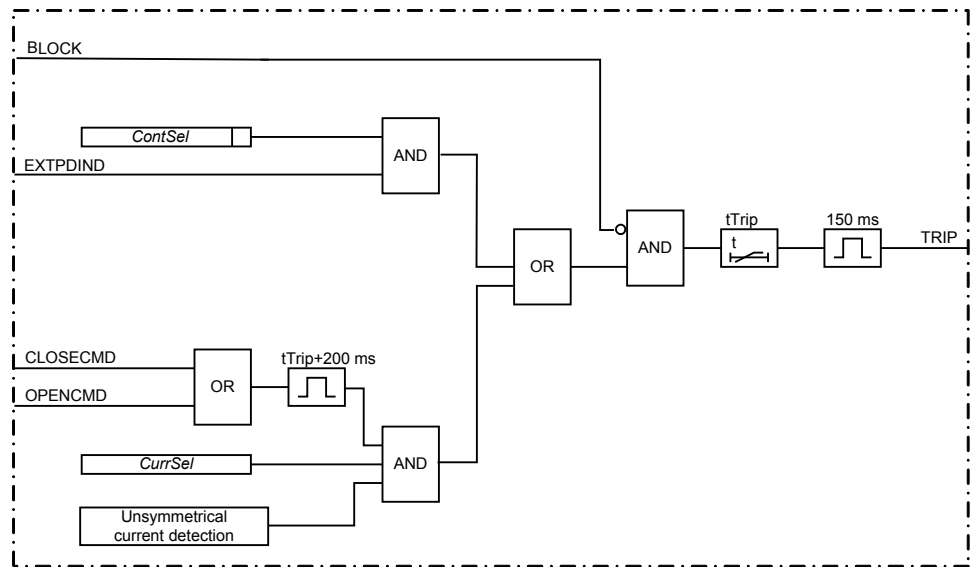 BLOCK
ContSel
EXTPDIND
AND
OR
AND
tTrip
t
150 ms
TRIP
CLOSECMD
OPENCMD
OR
tTrip+200 ms
CurrSel
AND
Unsymmetrical
current detection